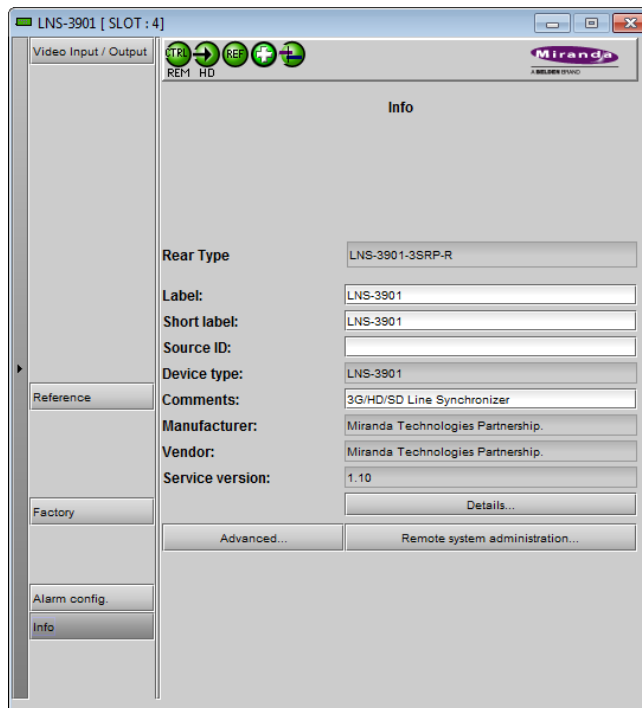 LNS-3901 [ SLOT : 4]
Video Input / Output
Reference
Factory
Alarm config.
Info
CTRL REF
REM HD
Miranda
A BELDEN BRAND
Info
Rear Type LNS-3901-3SRP-R
Label: LNS-3901
Short label: LNS-3901
Source ID:
Device type: LNS-3901
Comments: 3G/HD/SD Line Synchronizer
Manufacturer: Miranda Technologies Partnership.
Vendor: Miranda Technologies Partnership.
Service version: 1.10
Details...
Advanced... Remote system administration...